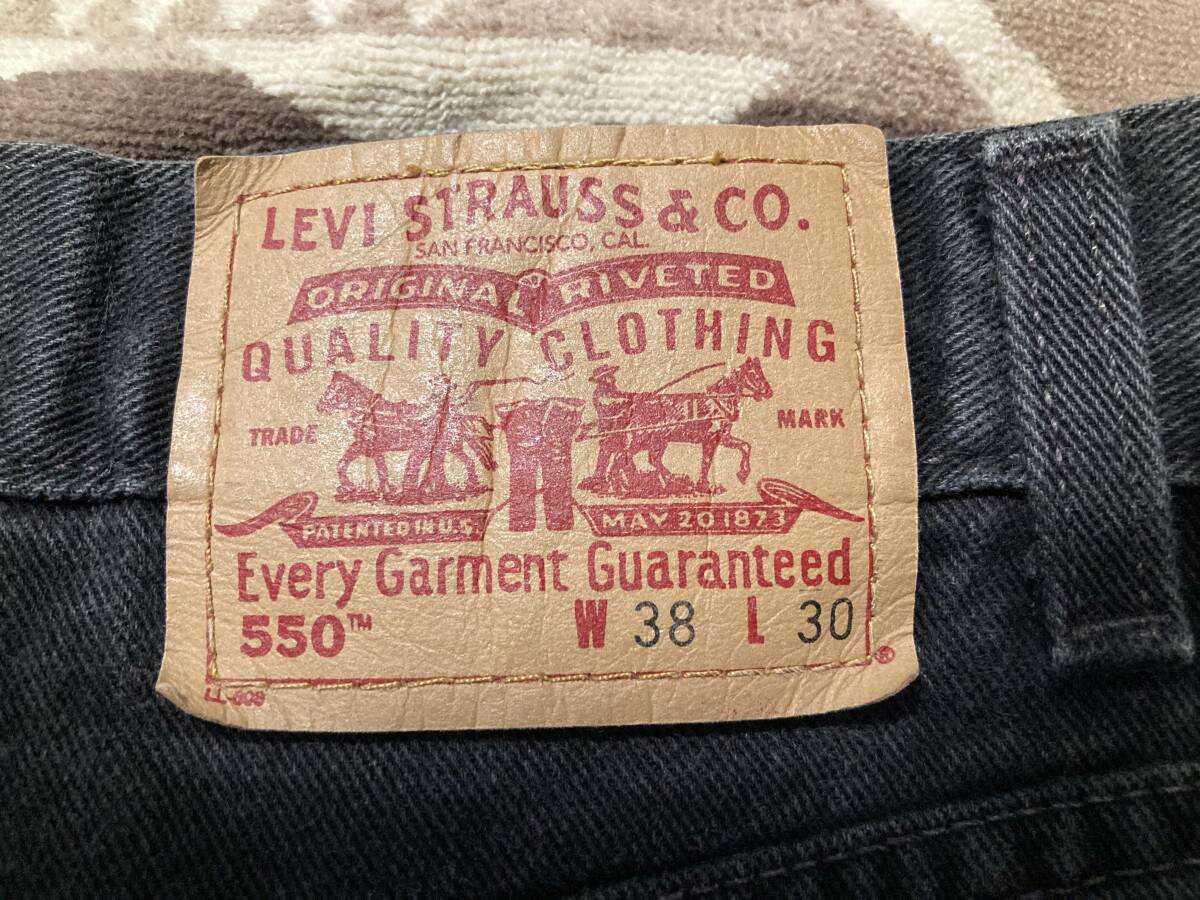 LEVI STRAUSS & CO.
SAN FRANCISCO, CAL.
ORIGINAL RIVETED
QUALITY CLOTHING
TRADE MARK
PATENTED IN U.S. MAY 20 1873
Every Garment Guaranteed
550™ W 38 L 30
®